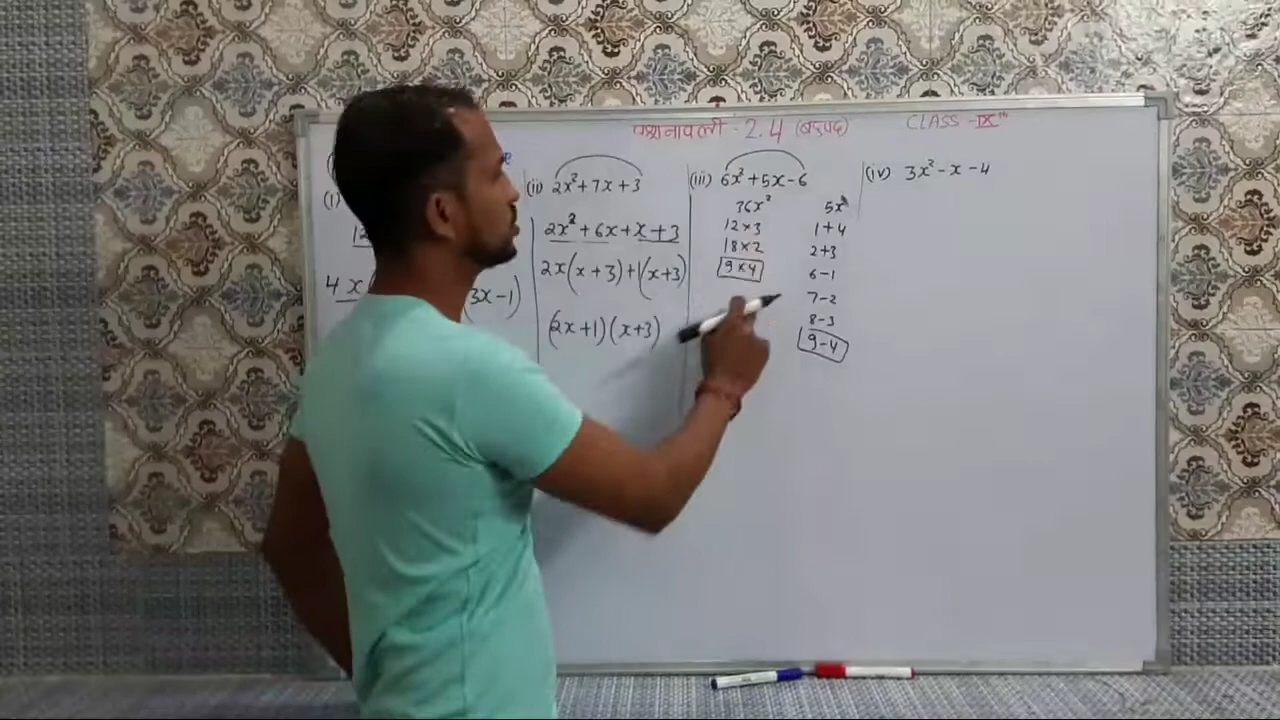 प्रश्नावली - 2.4 (बहुपद) CLASS - IXth
(i)
4x (3x-1)
(ii) 2x²+7x+3
2x²+6x+x+3
2x(x+3)+1(x+3)
(2x+1)(x+3)
(iii) 6x²+5x-6
36x² 5x
12×3 1+4
18×2 2+3
9×4 6-1
7-2
8-3
9-4
(iv) 3x²-x-4